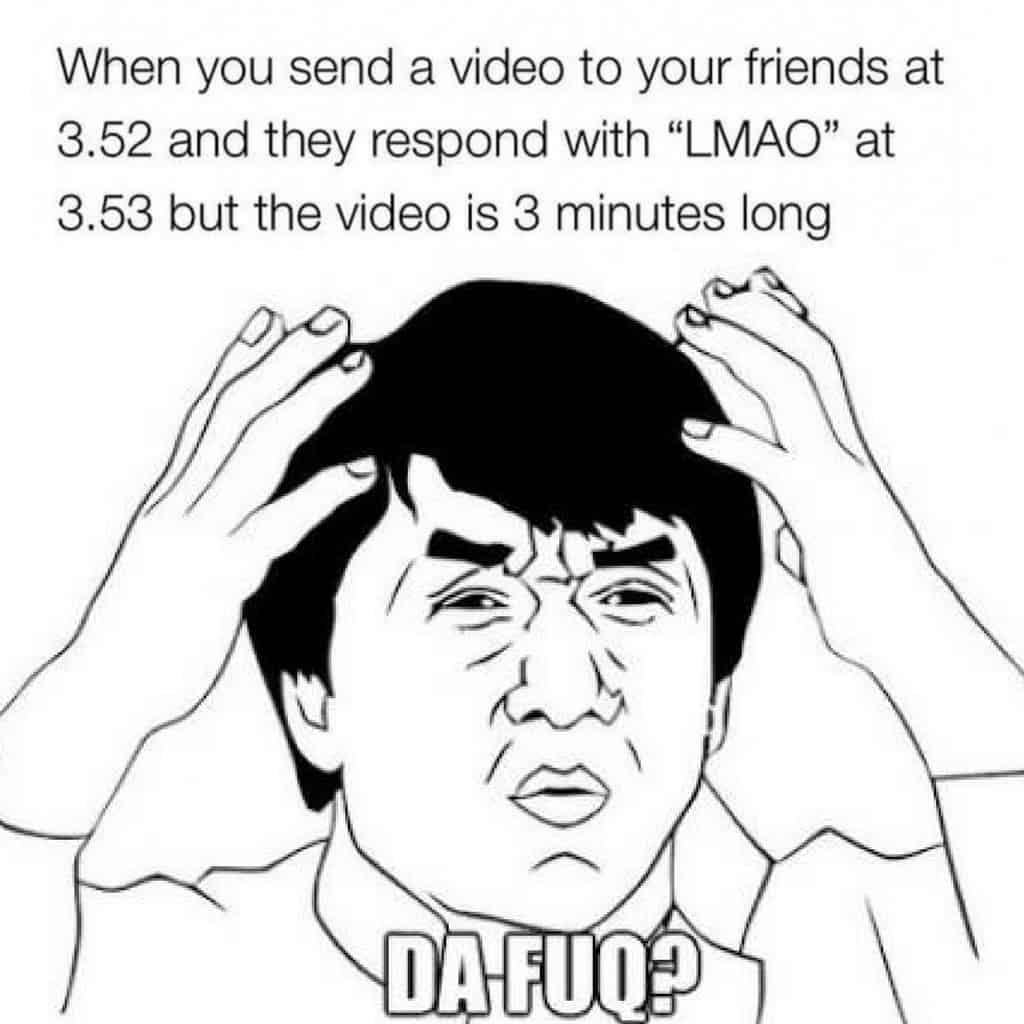 When you send a video to your friends at
3.52 and they respond with “LMAO” at
3.53 but the video is 3 minutes long
DA FUQ?